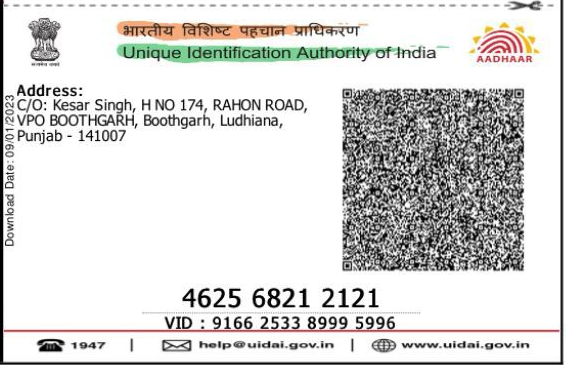 भारतीय विशिष्ट पहचान प्राधिकरण
Unique Identification Authority of India
AADHAAR
सत्यमेव जयते
Address:
C/O: Kesar Singh, H NO 174, RAHON ROAD,
VPO BOOTHGARH, Boothgarh, Ludhiana,
Punjab - 141007
Download Date: 09/01/2023
4625 6821 2121
VID : 9166 2533 8999 5996
1947 | help@uidai.gov.in | www.uidai.gov.in